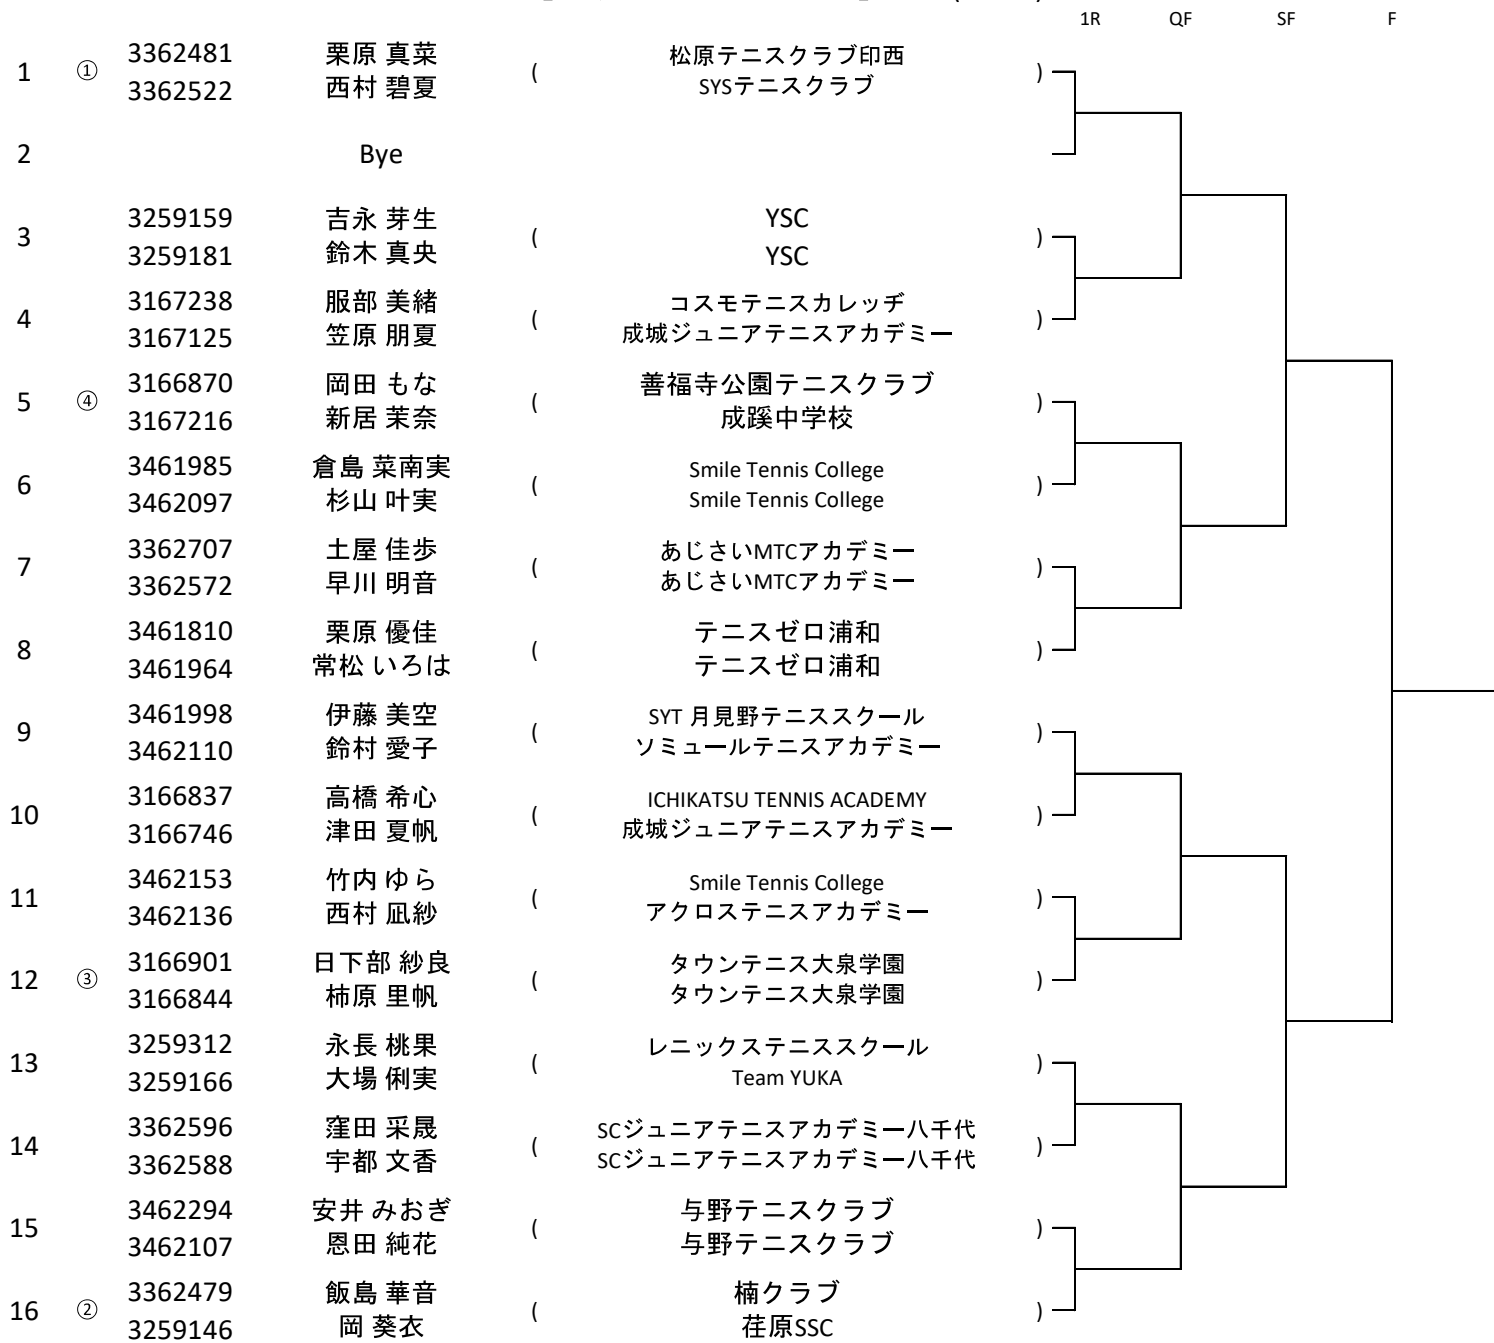 1R QF SF F
3362481 栗原 真菜 松原テニスクラブ印西
1 ① ( )
3362522 西村 碧夏 SYSテニスクラブ
2 Bye
3259159 吉永 芽生 YSC
3 ( )
3259181 鈴木 真央 YSC
3167238 服部 美緒 コスモテニスカレッヂ
4 ( )
3167125 笠原 朋夏 成城ジュニアテニスアカデミー
3166870 岡田 もな 善福寺公園テニスクラブ
5 ④ ( )
3167216 新居 茉奈 成蹊中学校
3461985 倉島 菜南実 Smile Tennis College
6 ( )
3462097 杉山 叶実 Smile Tennis College
3362707 土屋 佳歩 あじさいMTCアカデミー
7 ( )
3362572 早川 明音 あじさいMTCアカデミー
3461810 栗原 優佳 テニスゼロ浦和
8 ( )
3461964 常松 いろは テニスゼロ浦和
3461998 伊藤 美空 SYT 月見野テニススクール
9 ( )
3462110 鈴村 愛子 ソミュールテニスアカデミー
3166837 高橋 希心 ICHIKATSU TENNIS ACADEMY
10 ( )
3166746 津田 夏帆 成城ジュニアテニスアカデミー
3462153 竹内 ゆら Smile Tennis College
11 ( )
3462136 西村 凪紗 アクロステニスアカデミー
3166901 日下部 紗良 タウンテニス大泉学園
12 ③ ( )
3166844 柿原 里帆 タウンテニス大泉学園
3259312 永長 桃果 レニックステニススクール
13 ( )
3259166 大場 俐実 Team YUKA
3362596 窪田 采晟 SCジュニアテニスアカデミー八千代
14 ( )
3362588 宇都 文香 SCジュニアテニスアカデミー八千代
3462294 安井 みおぎ 与野テニスクラブ
15 ( )
3462107 恩田 純花 与野テニスクラブ
3362479 飯島 華音 楠クラブ
16 ② ( )
3259146 岡 葵衣 荏原SSC